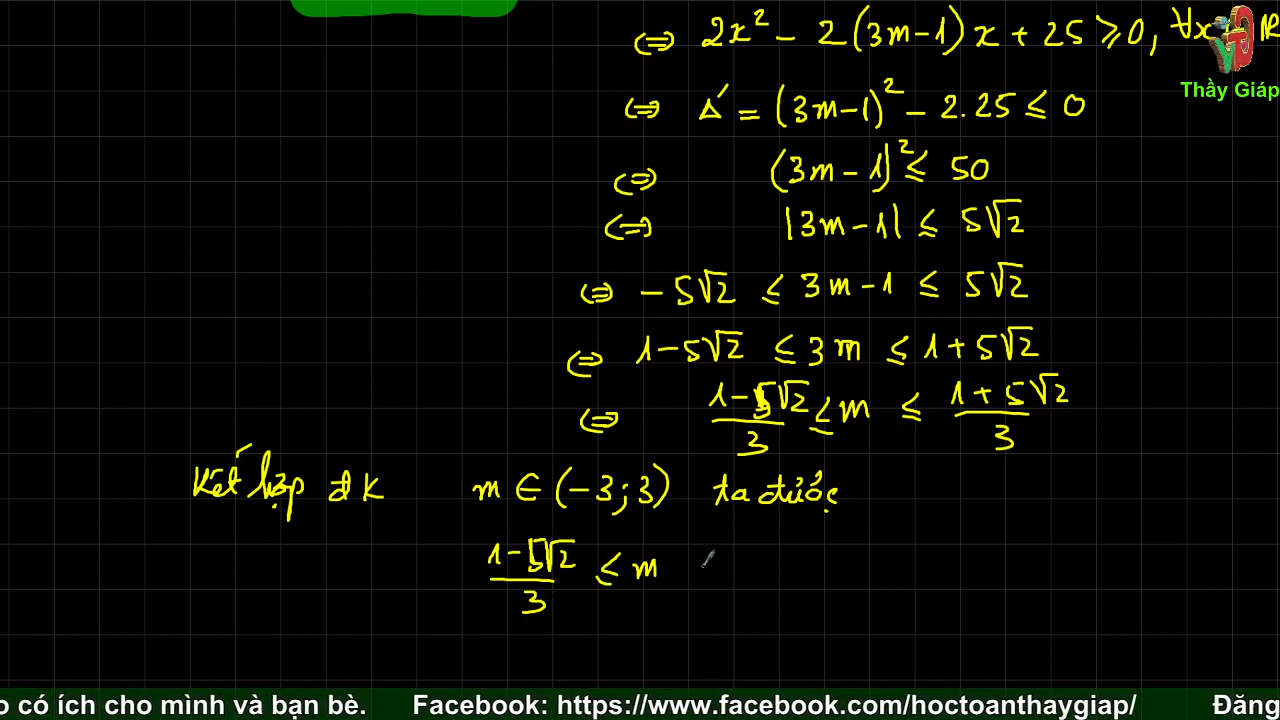 ⇔ 2x² - 2(3m-1)x + 25 ≥ 0, ∀x
Thầy Giáp
⇔ Δ' = (3m-1)² - 2.25 ≤ 0
⇔ (3m-1)² ≤ 50
⇔ |3m-1| ≤ 5√2
⇔ -5√2 ≤ 3m-1 ≤ 5√2
⇔ 1-5√2 ≤ 3m ≤ 1+5√2
⇔ (1-5√2)/3 ≤ m ≤ (1+5√2)/3
Kết hợp đk m ∈ (-3;3) ta được
(1-5√2)/3 ≤ m
có ích cho mình và bạn bè. Facebook: https://www.facebook.com/hoctoanthaygiap/ Đăng